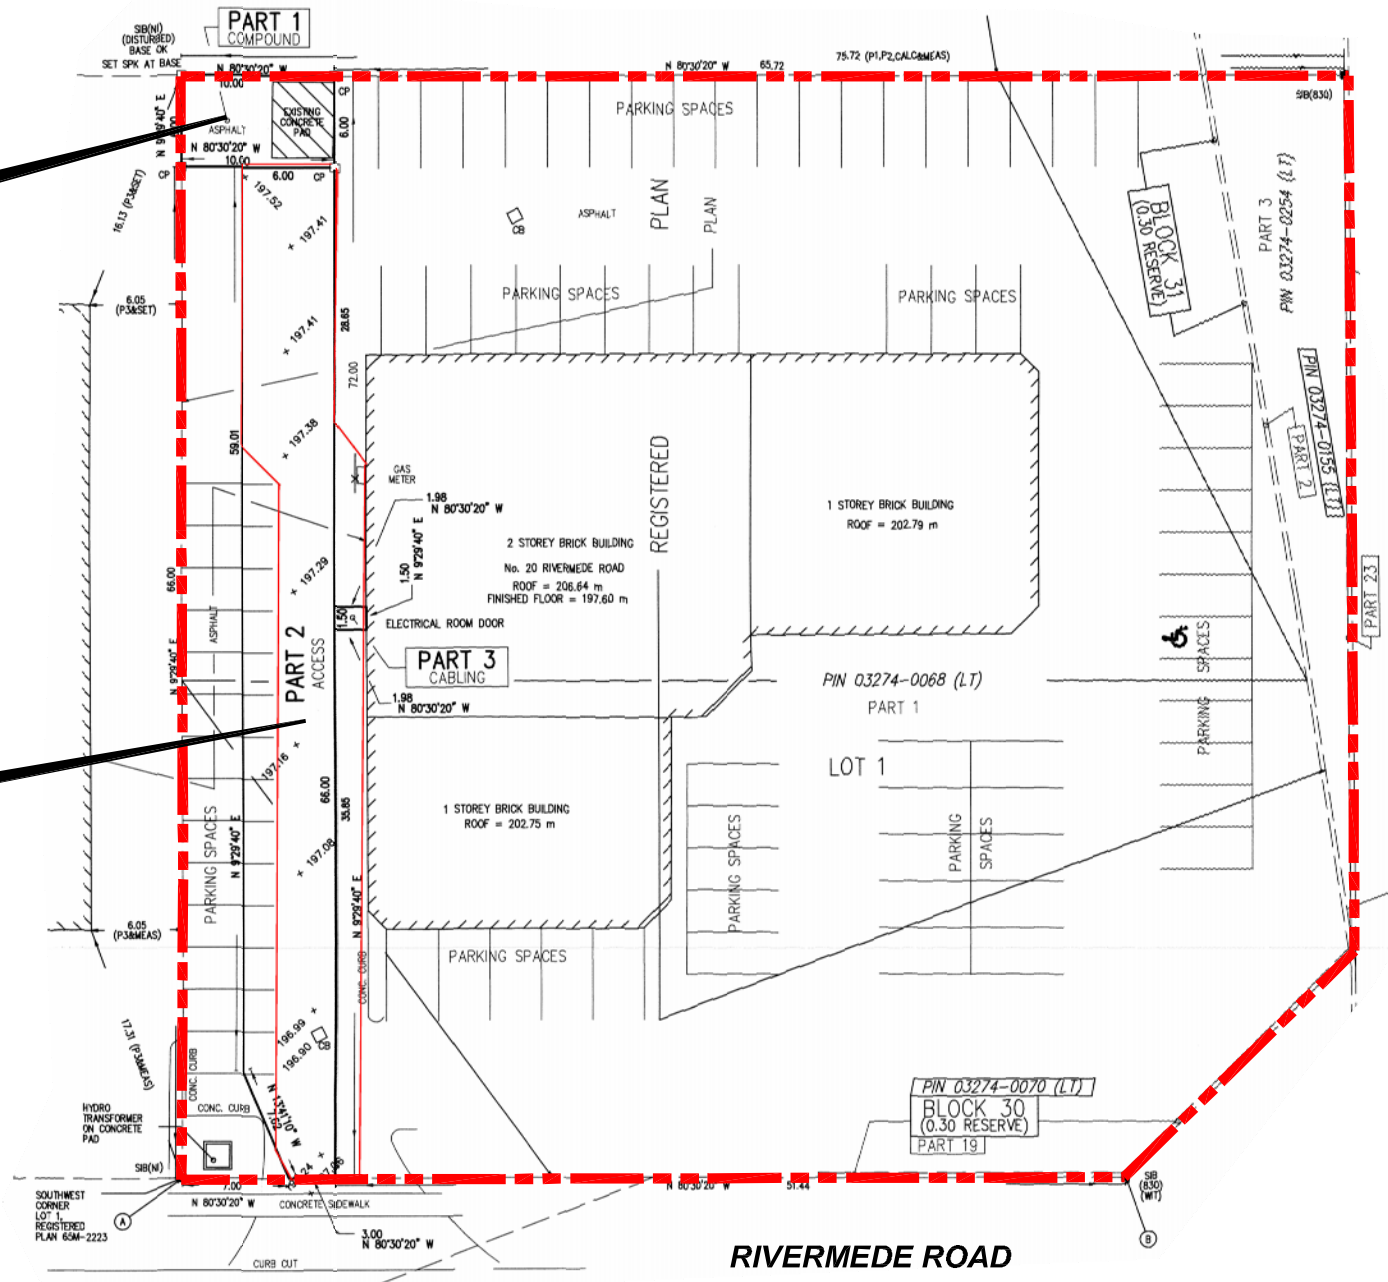 PART 1
COMPOUND
SIB(NI)
(DISTURBED)
BASE OK
SET SPK AT BASE
N 80°30'20" W
10.00
N 80°30'20" W
65.72
75.72 (P1,P2,CALC&MEAS)
SIB(830)
N 9°29'40" E
ASPHALT
EXISTING
CONCRETE
PAD
CP
6.00
N 80°30'20" W
10.00
CP
6.00
CP
PARKING SPACES
16.13 (P3&SET)
197.52
197.41
ASPHALT
CB
PLAN
PLAN
BLOCK 31
(0.30 RESERVE)
PART 3
PIN 03274-0254 (LT)
6.05
(P3&SET)
197.41
28.65
72.00
PARKING SPACES
PARKING SPACES
PIN 03274-0155 (LT)
PART 2
197.38
59.01
GAS
METER
1.98
N 80°30'20" W
REGISTERED
1 STOREY BRICK BUILDING
ROOF = 202.79 m
2 STOREY BRICK BUILDING
No. 20 RIVERMEDE ROAD
ROOF = 206.64 m
FINISHED FLOOR = 197.60 m
1.50
N 9°29'40" E
66.00
197.29
ASPHALT
1.50
ELECTRICAL ROOM DOOR
PART 23
N 9°29'40" E
PART 2
ACCESS
PART 3
CABLING
PARKING SPACES
PIN 03274-0068 (LT)
PART 1
1.98
N 80°30'20" W
197.16
LOT 1
66.00
35.85
1 STOREY BRICK BUILDING
ROOF = 202.75 m
PARKING SPACES
N 9°29'40" E
197.08
PARKING SPACES
PARKING
SPACES
6.05
(P3&MEAS)
N 9°29'40" E
CONC. CURB
PARKING SPACES
196.99
196.90
CB
17.31 (P3&MEAS)
CONC. CURB
N 13°41'10" W
7.62
HYDRO
TRANSFORMER
ON CONCRETE
PAD
CONC. CURB
PIN 03274-0070 (LT)
BLOCK 30
(0.30 RESERVE)
PART 19
SIB(NI)
SIB
(830)
(WIT)
7.00
N 80°30'20" W
51.44
SOUTHWEST
CORNER
LOT 1,
REGISTERED
PLAN 65M-2223
A
N 80°30'20" W
CONCRETE SIDEWALK
3.00
N 80°30'20" W
CURB CUT
B
RIVERMEDE ROAD